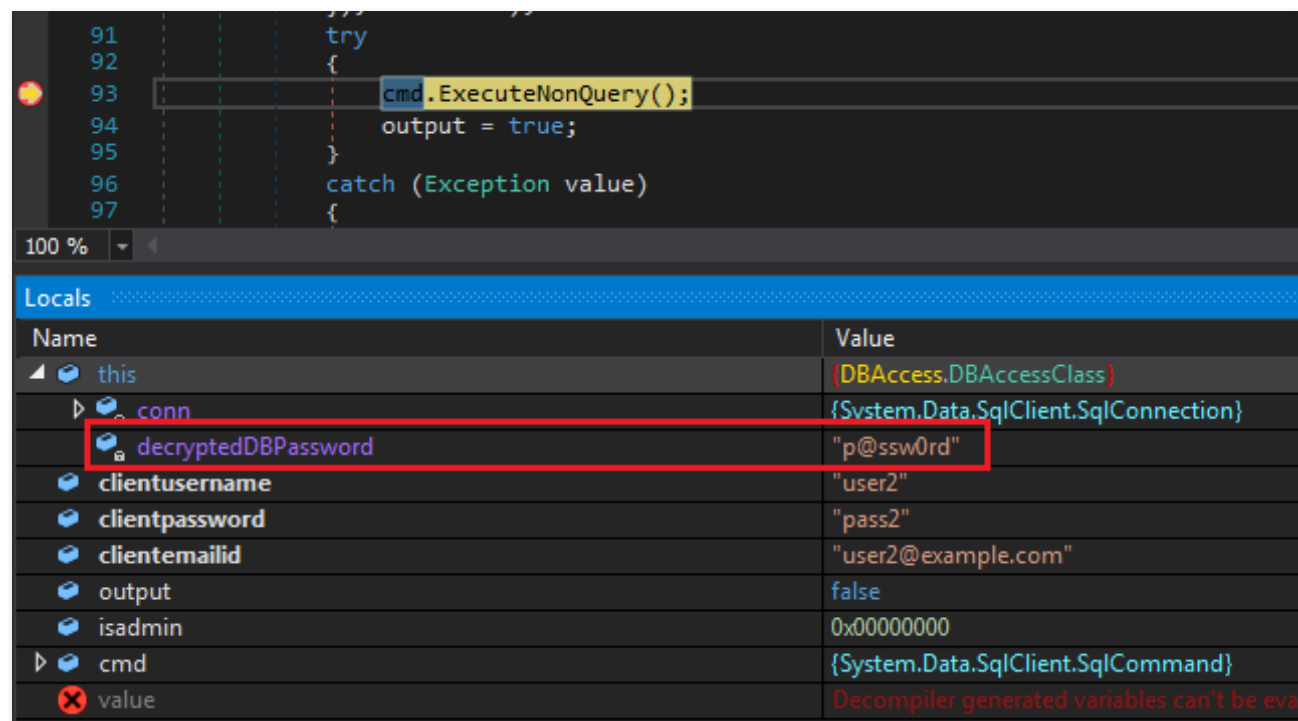 91 try
92 {
93 cmd.ExecuteNonQuery();
94 output = true;
95 }
96 catch (Exception value)
97 {
100 %
Locals
Name Value
this {DBAccess.DBAccessClass}
conn {System.Data.SqlClient.SqlConnection}
decryptedDBPassword "p@ssw0rd"
clientusername "user2"
clientpassword "pass2"
clientemailid "user2@example.com"
output false
isadmin 0x00000000
cmd {System.Data.SqlClient.SqlCommand}
value Decompiler generated variables can't be eva